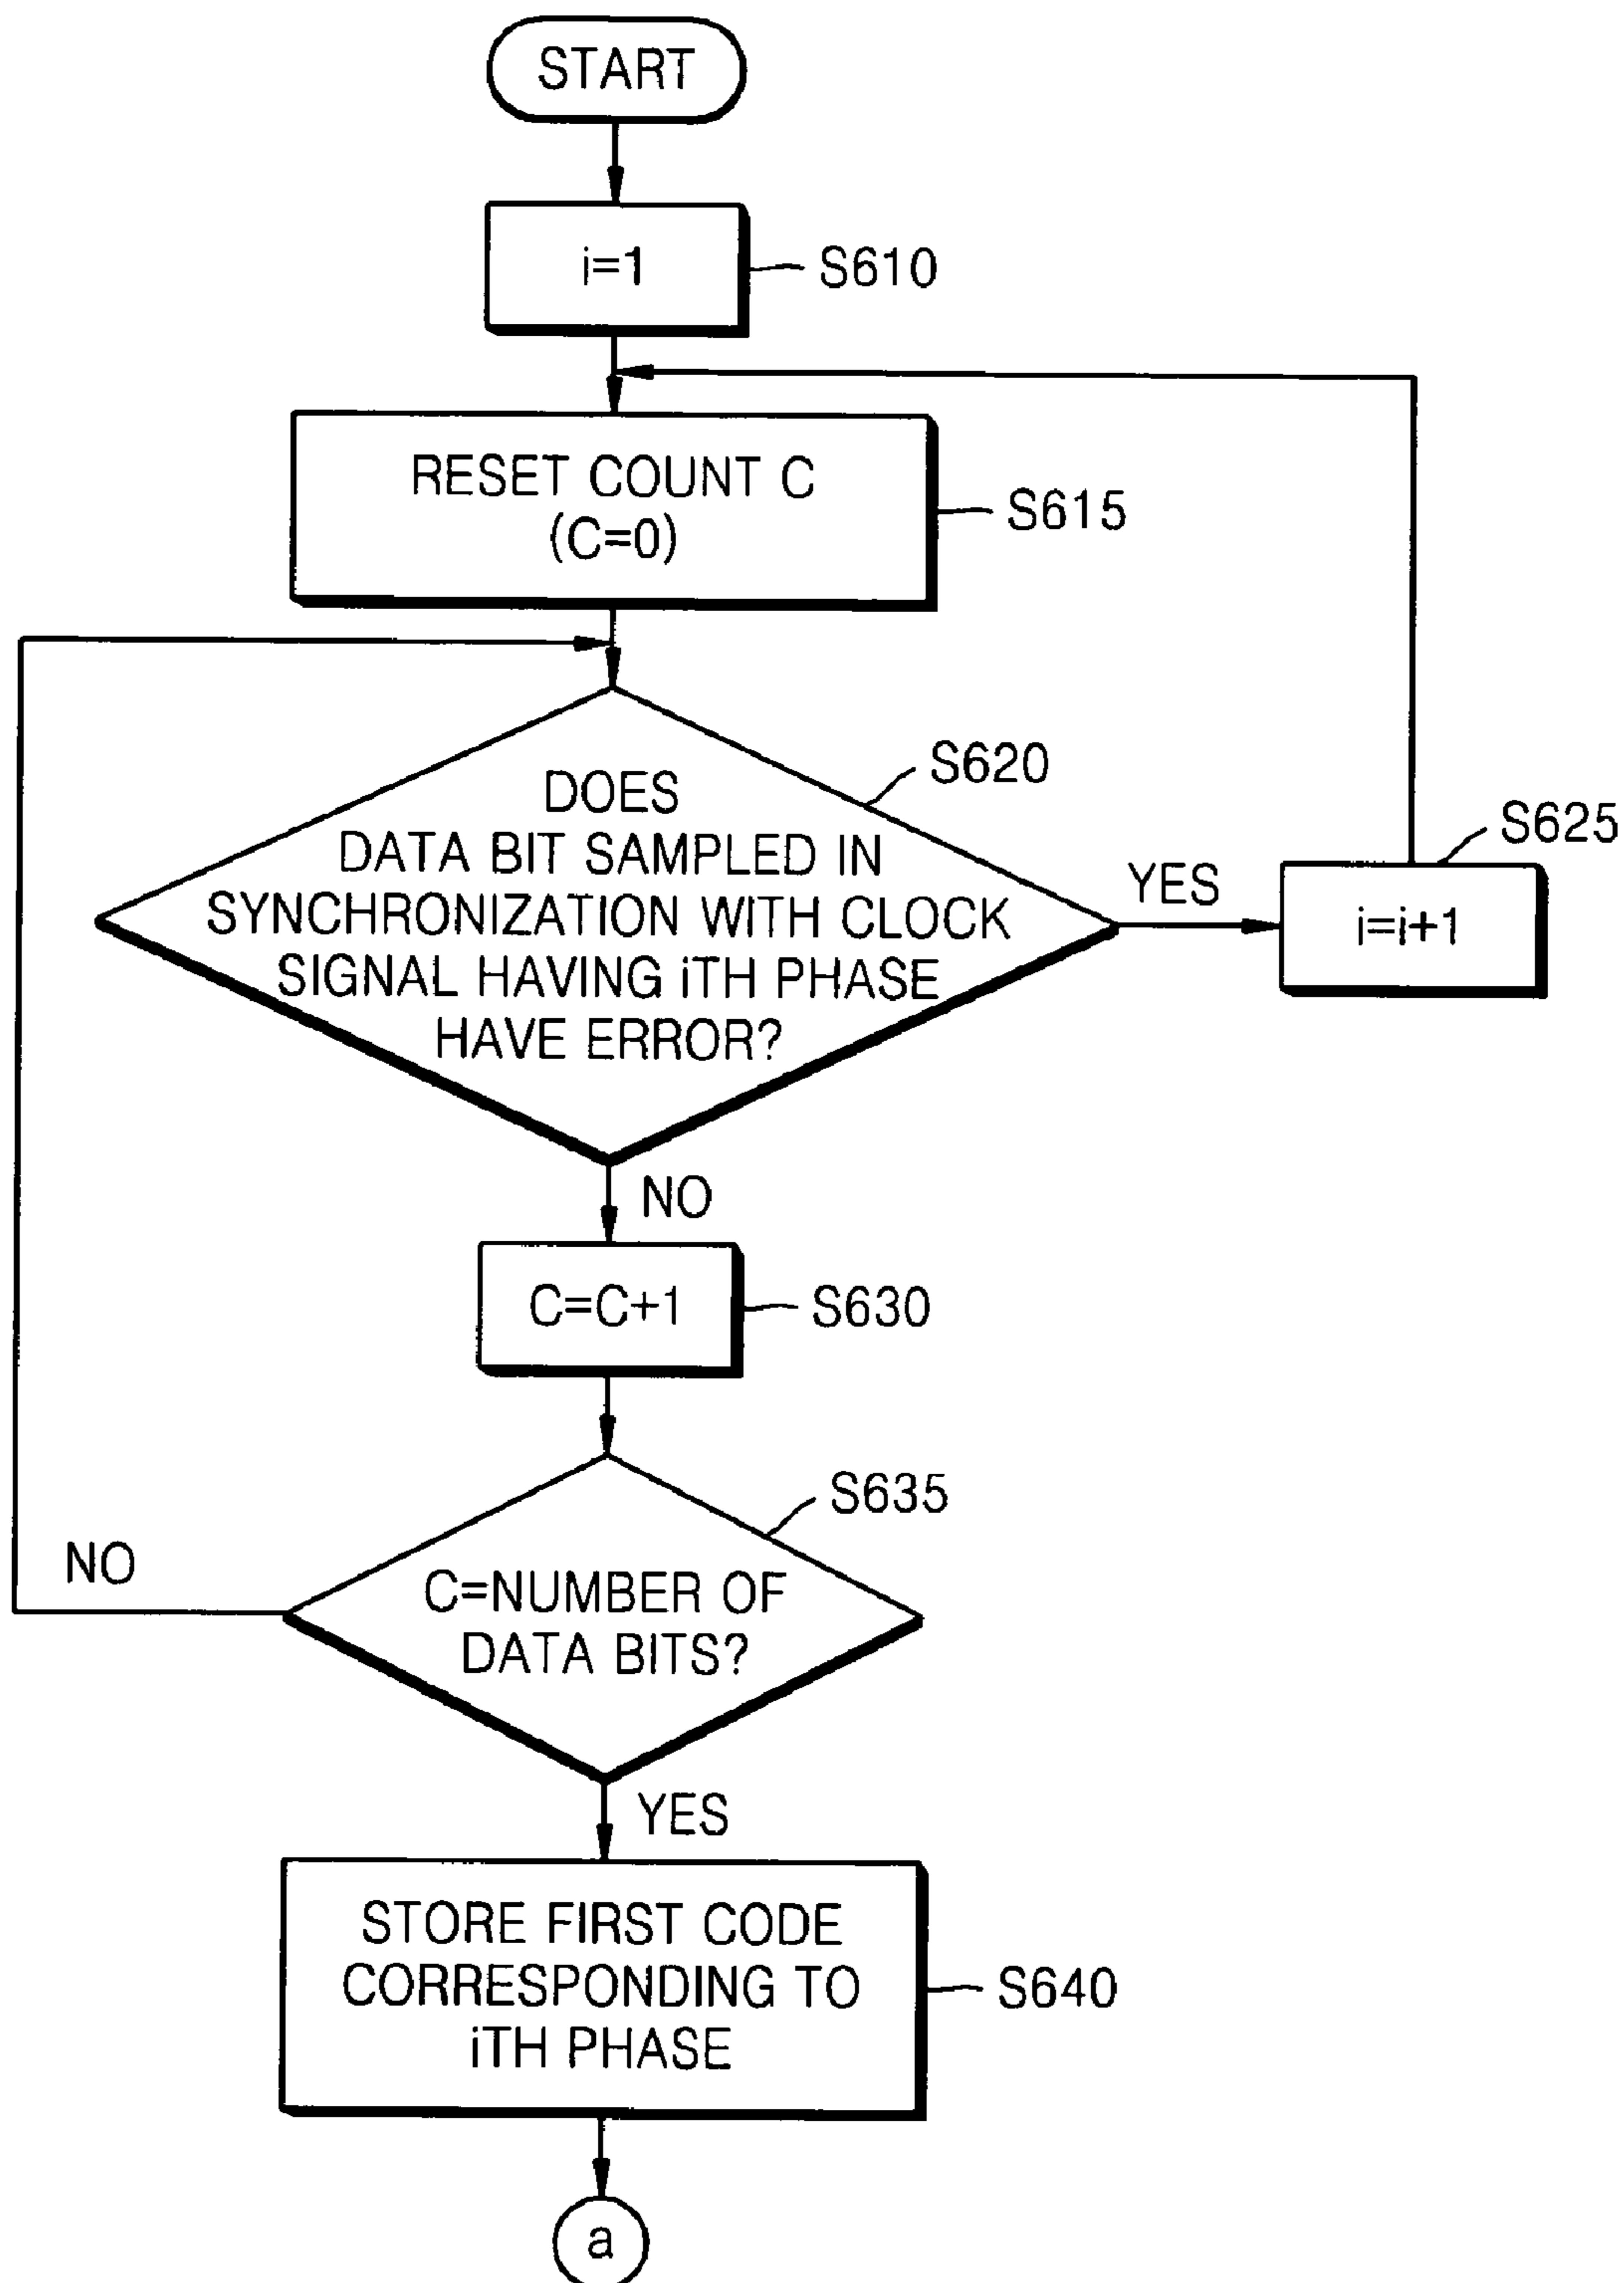 START
i=1
S610
RESET COUNT C
(C=0)
S615
S620
DOES
DATA BIT SAMPLED IN
SYNCHRONIZATION WITH CLOCK
SIGNAL HAVING iTH PHASE
HAVE ERROR?
YES
S625
i=i+1
NO
C=C+1
S630
S635
NO
C=NUMBER OF
DATA BITS?
YES
STORE FIRST CODE
CORRESPONDING TO
iTH PHASE
S640
a